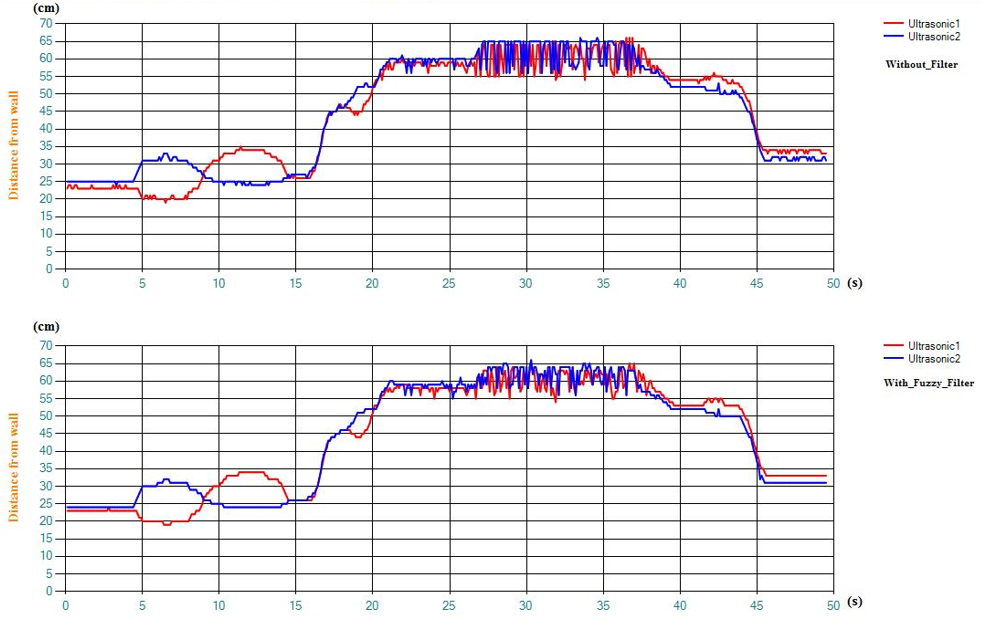 (cm)
70
65
60
55
50
45
40
35
30
25
20
15
10
5
0
Distance from wall
0 5 10 15 20 25 30 35 40 45 50 (s)
Ultrasonic1
Ultrasonic2
Without_Filter
(cm)
70
65
60
55
50
45
40
35
30
25
20
15
10
5
0
Distance from wall
0 5 10 15 20 25 30 35 40 45 50 (s)
Ultrasonic1
Ultrasonic2
With_Fuzzy_Filter